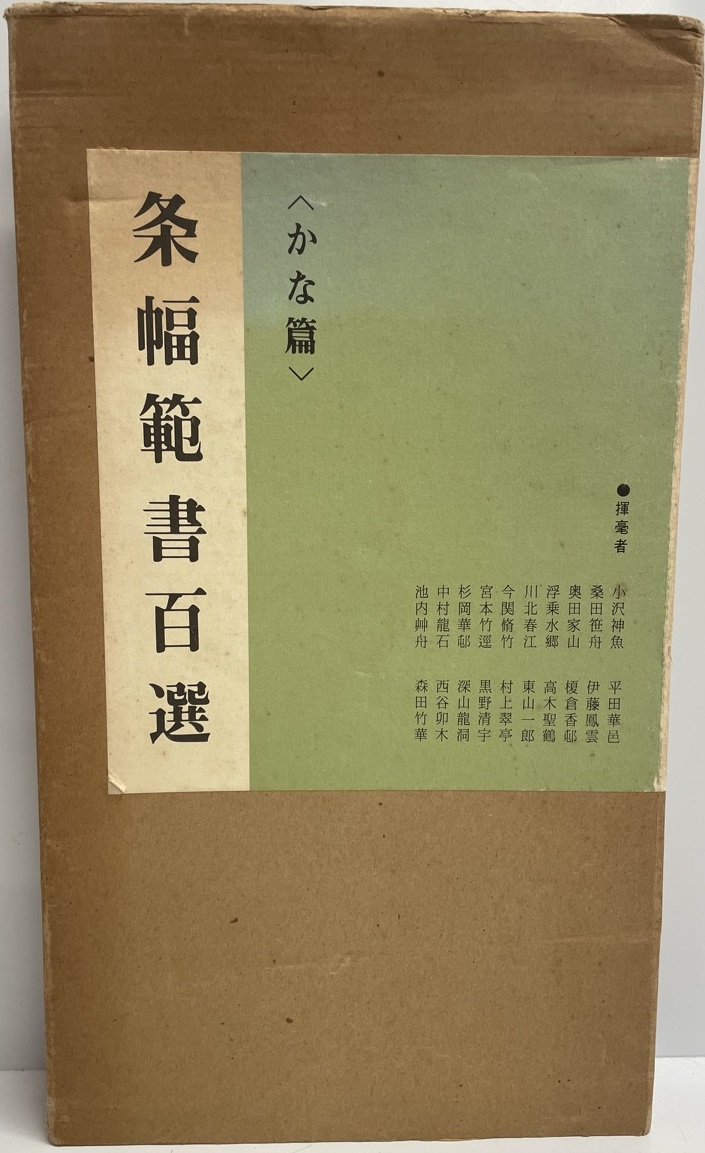 条幅範書百選
〈かな篇〉
●揮毫者
小沢神魚
桑田笹舟
奥田家山
浮乗水郷
川北春江
今関脩竹
宮本竹逕
杉岡華邨
中村龍石
池内艸舟
平田華邑
伊藤鳳雲
榎倉香邨
高木聖鶴
東山一郎
村上翠亭
黒野清宇
深山龍洞
西谷卯木
森田竹華